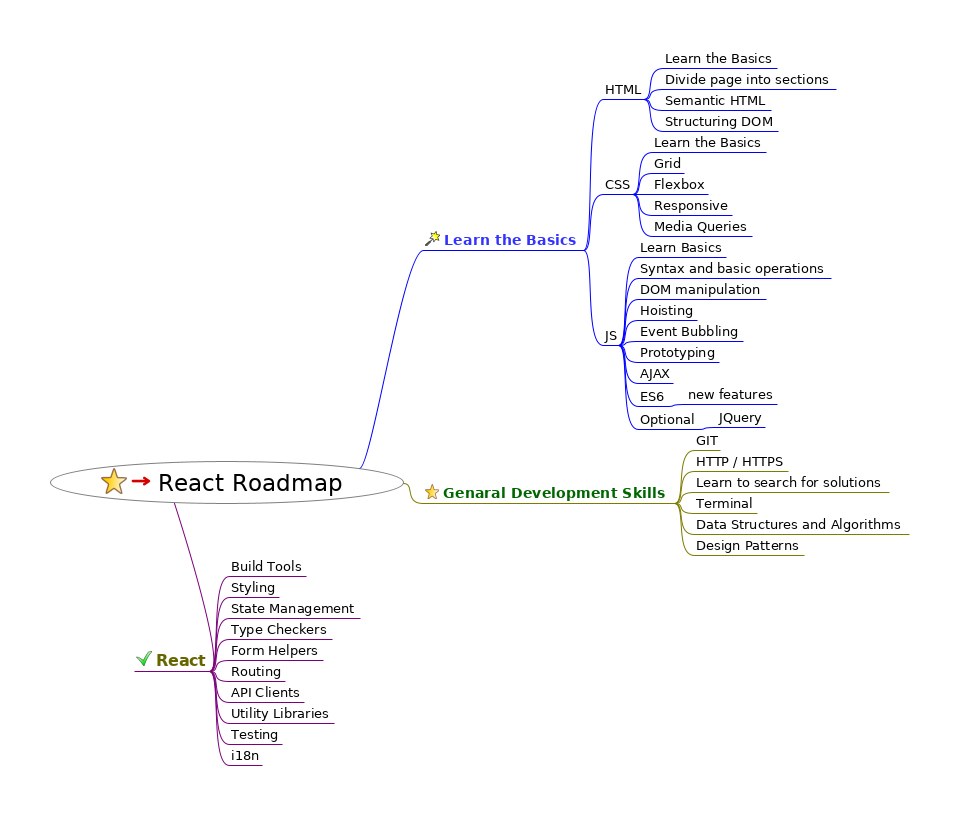 React Roadmap
Learn the Basics
HTML
Learn the Basics
Divide page into sections
Semantic HTML
Structuring DOM
CSS
Learn the Basics
Grid
Flexbox
Responsive
Media Queries
JS
Learn Basics
Syntax and basic operations
DOM manipulation
Hoisting
Event Bubbling
Prototyping
AJAX
ES6
new features
Optional
JQuery
Genaral Development Skills
GIT
HTTP / HTTPS
Learn to search for solutions
Terminal
Data Structures and Algorithms
Design Patterns
React
Build Tools
Styling
State Management
Type Checkers
Form Helpers
Routing
API Clients
Utility Libraries
Testing
i18n